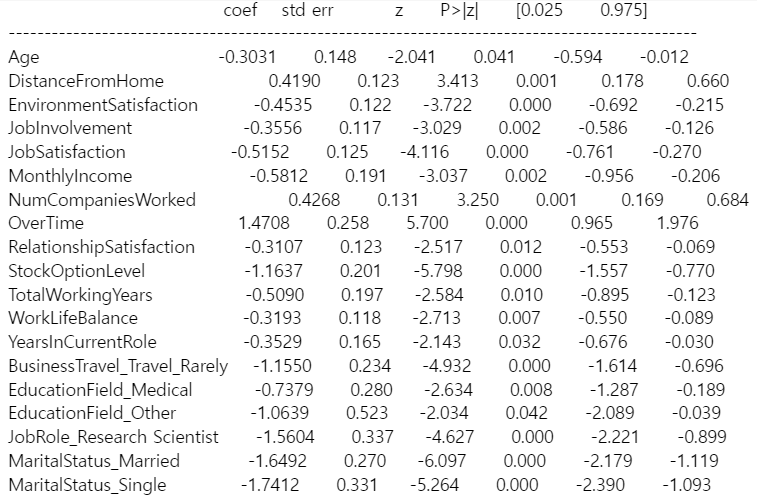 coef std err z P>|z| [0.025 0.975]
------------------------------------------------------------------------------------------
Age -0.3031 0.148 -2.041 0.041 -0.594 -0.012
DistanceFromHome 0.4190 0.123 3.413 0.001 0.178 0.660
EnvironmentSatisfaction -0.4535 0.122 -3.722 0.000 -0.692 -0.215
JobInvolvement -0.3556 0.117 -3.029 0.002 -0.586 -0.126
JobSatisfaction -0.5152 0.125 -4.116 0.000 -0.761 -0.270
MonthlyIncome -0.5812 0.191 -3.037 0.002 -0.956 -0.206
NumCompaniesWorked 0.4268 0.131 3.250 0.001 0.169 0.684
OverTime 1.4708 0.258 5.700 0.000 0.965 1.976
RelationshipSatisfaction -0.3107 0.123 -2.517 0.012 -0.553 -0.069
StockOptionLevel -1.1637 0.201 -5.798 0.000 -1.557 -0.770
TotalWorkingYears -0.5090 0.197 -2.584 0.010 -0.895 -0.123
WorkLifeBalance -0.3193 0.118 -2.713 0.007 -0.550 -0.089
YearsInCurrentRole -0.3529 0.165 -2.143 0.032 -0.676 -0.030
BusinessTravel_Travel_Rarely -1.1550 0.234 -4.932 0.000 -1.614 -0.696
EducationField_Medical -0.7379 0.280 -2.634 0.008 -1.287 -0.189
EducationField_Other -1.0639 0.523 -2.034 0.042 -2.089 -0.039
JobRole_Research Scientist -1.5604 0.337 -4.627 0.000 -2.221 -0.899
MaritalStatus_Married -1.6492 0.270 -6.097 0.000 -2.179 -1.119
MaritalStatus_Single -1.7412 0.331 -5.264 0.000 -2.390 -1.093